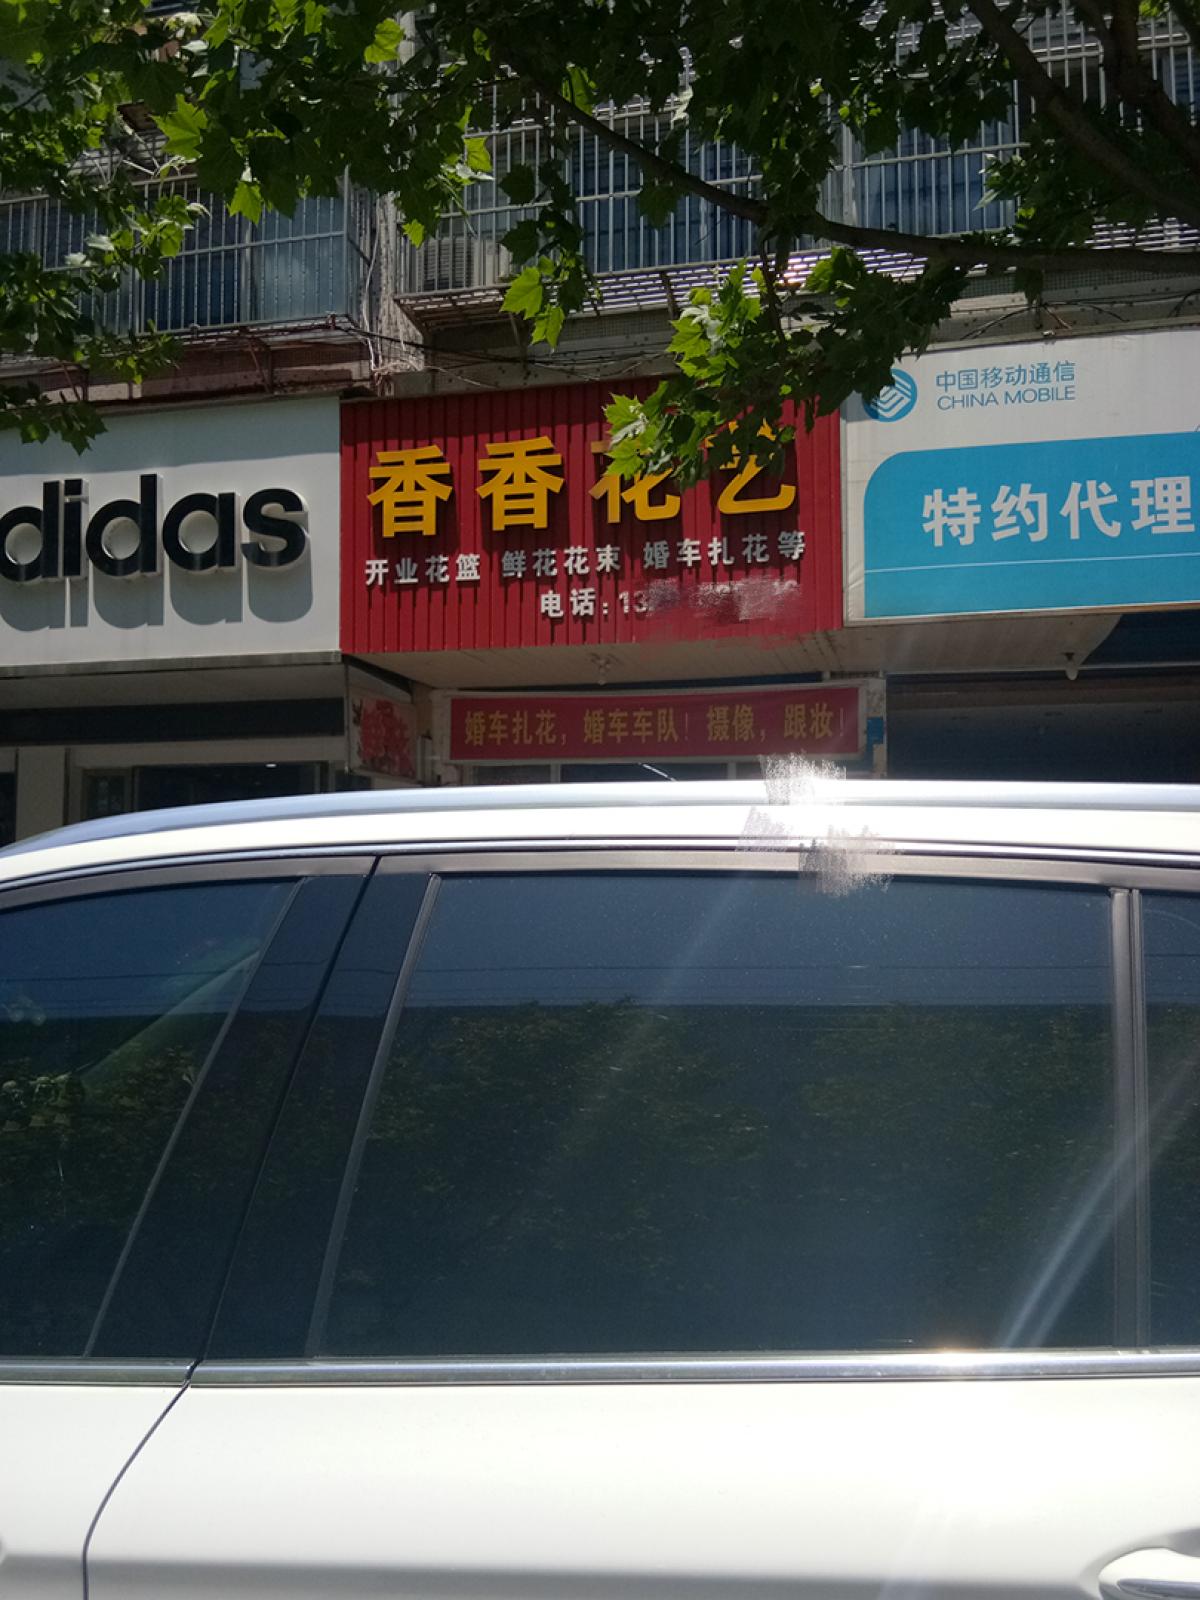 didas
香香花艺
开业花篮 鲜花花束 婚车扎花等
电话:13
婚车扎花，婚车车队！摄像，跟妆！
中国移动通信
CHINA MOBILE
特约代理